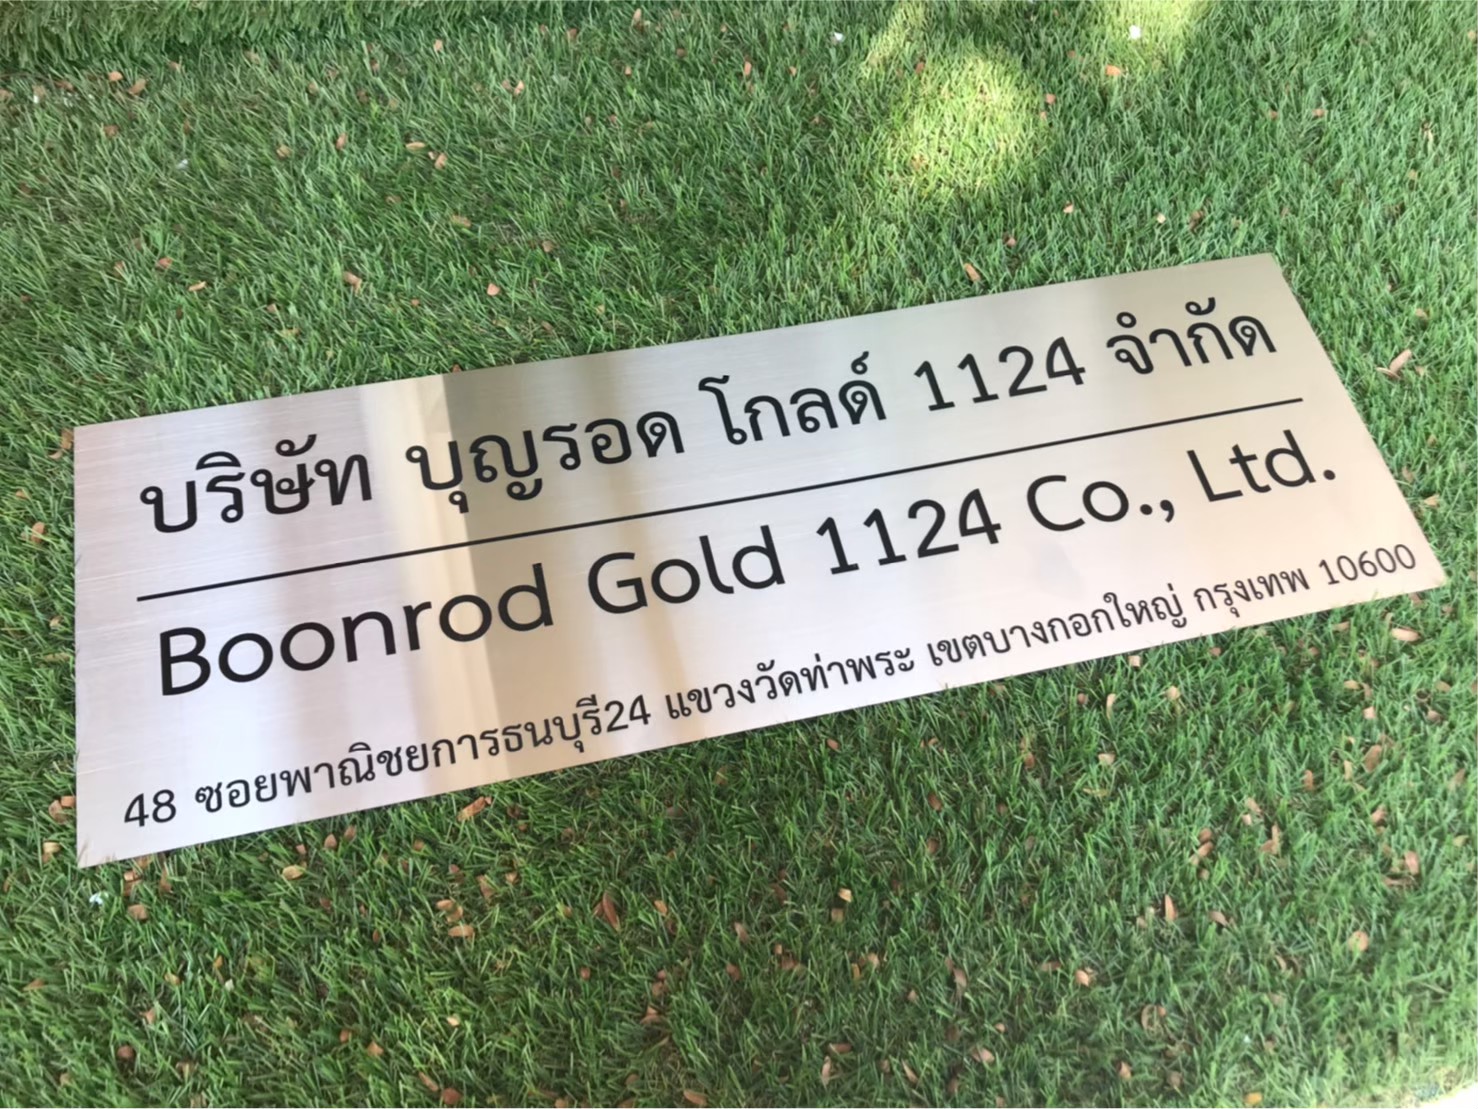 บริษัท บุญรอด โกลด์ 1124 จำกัด
Boonrod Gold 1124 Co., Ltd.
48 ซอยพาณิชยการธนบุรี24 แขวงวัดท่าพระ เขตบางกอกใหญ่ กรุงเทพ 10600